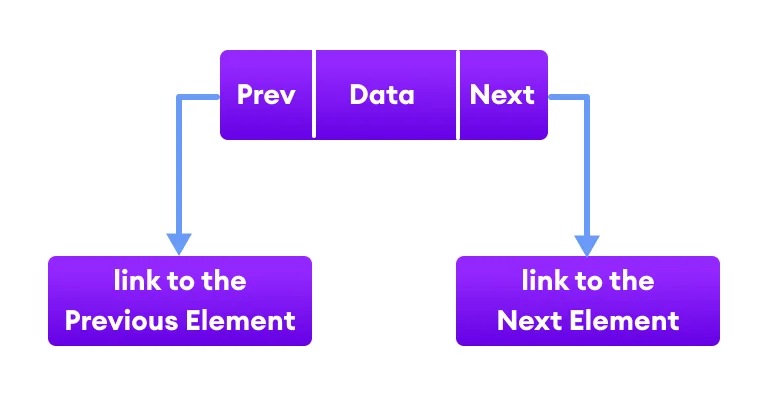 Prev Data Next
link to the
Previous Element
link to the
Next Element